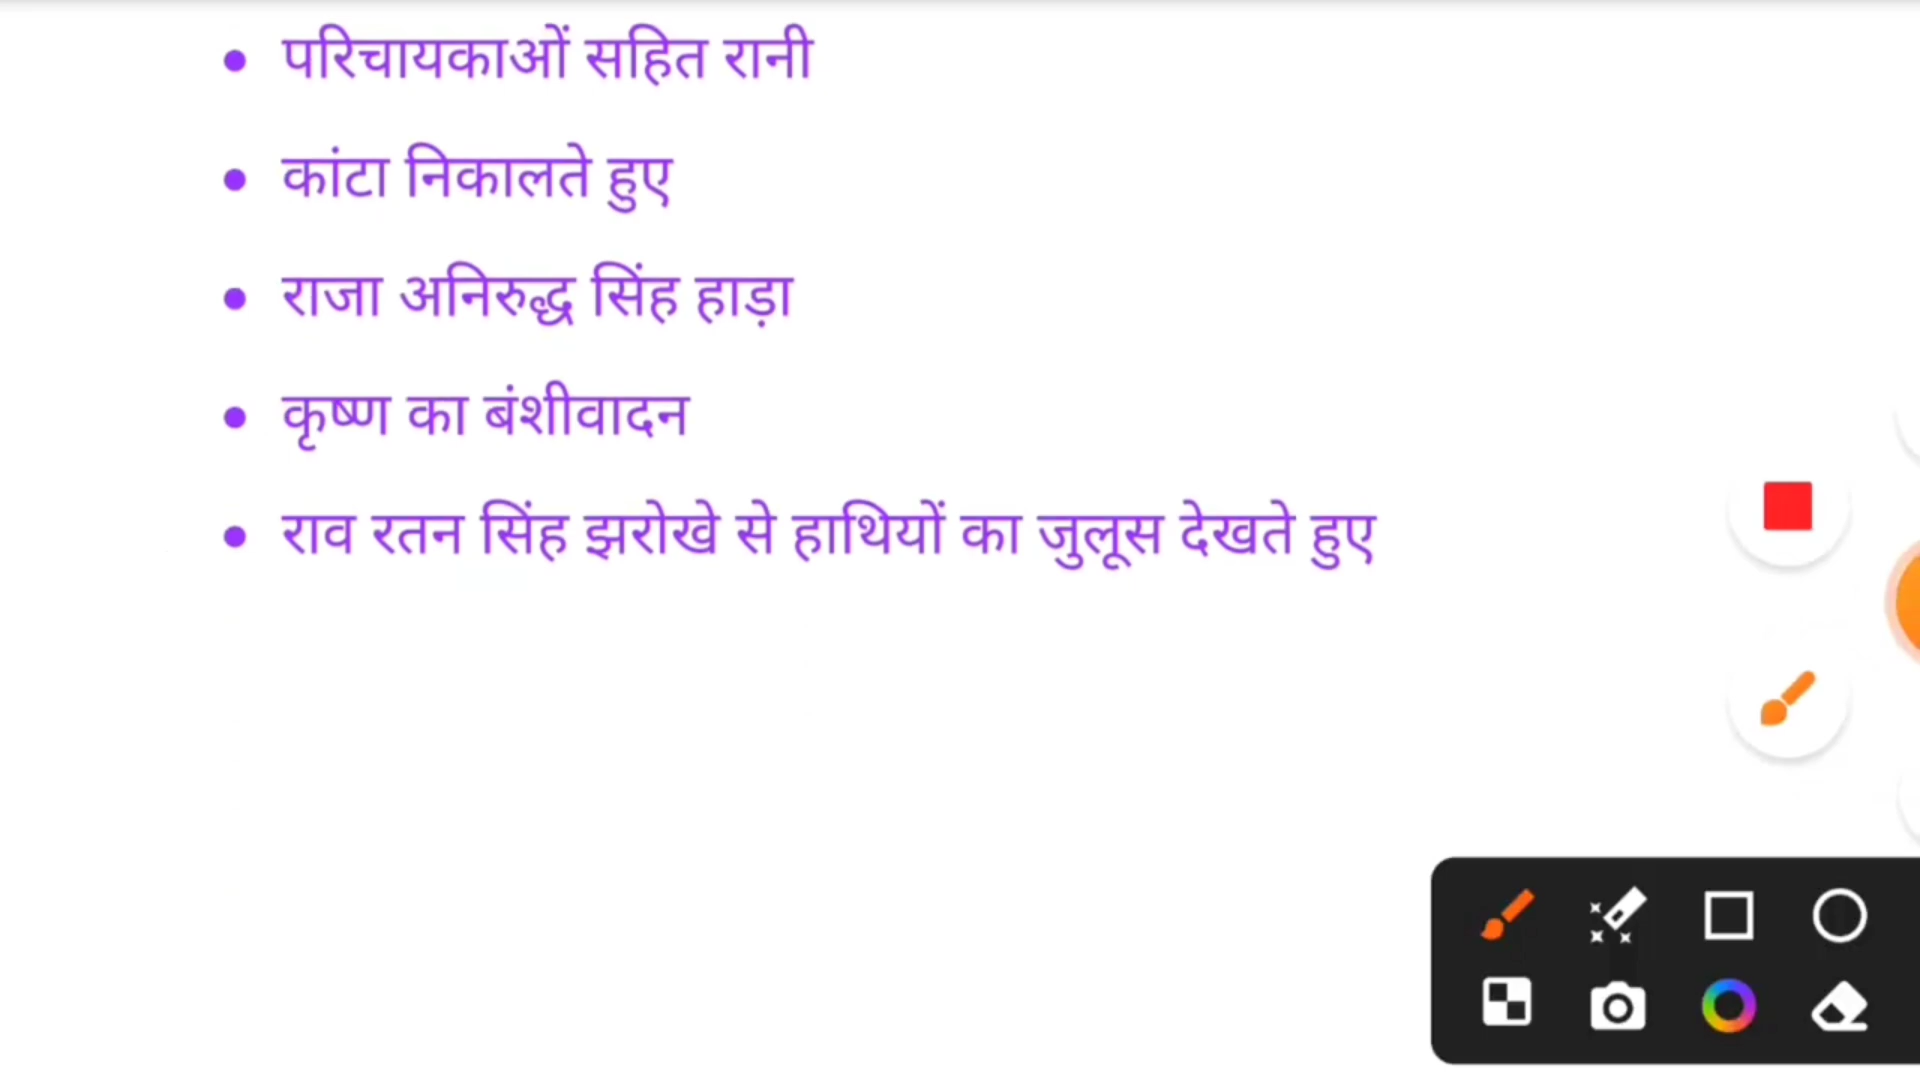 परिचायकाओं सहित रानी
कांटा निकालते हुए
राजा अनिरुद्ध सिंह हाड़ा
कृष्ण का बंशीवादन
राव रतन सिंह झरोखे से हाथियों का जुलूस देखते हुए